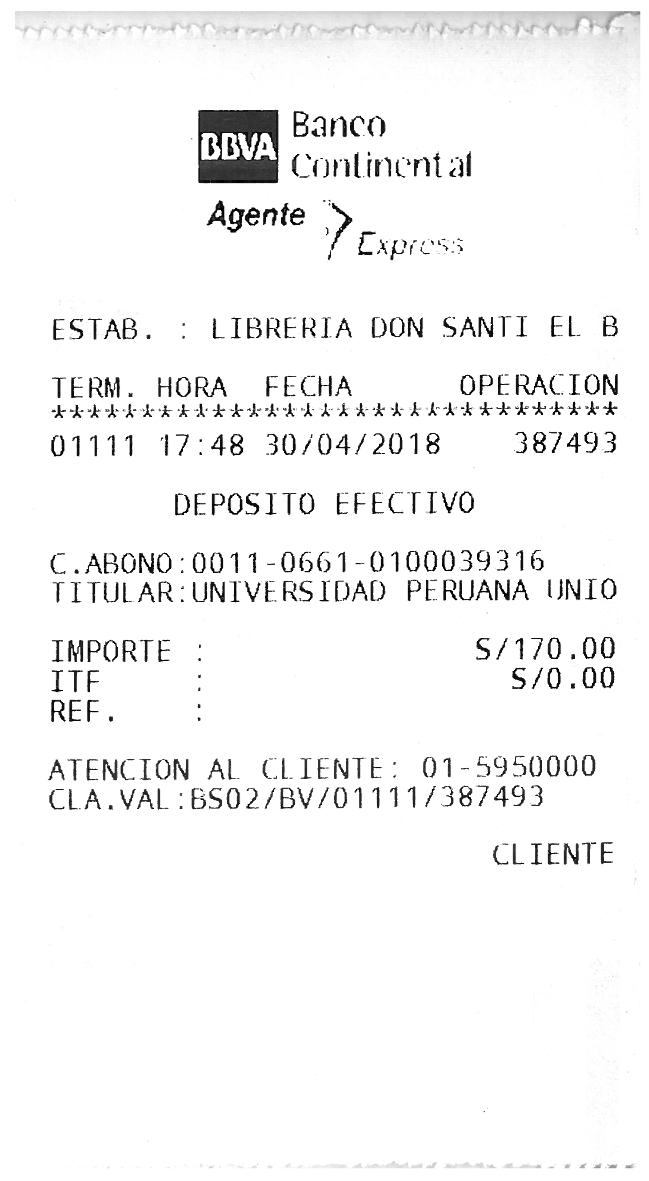 BBVA Banco
Continental
Agente
Express
ESTAB. : LIBRERIA DON SANTI EL B
TERM. HORA FECHA OPERACION
********************************
01111 17:48 30/04/2018 387493
DEPOSITO EFECTIVO
C.ABONO:0011-0661-0100039316
TITULAR:UNIVERSIDAD PERUANA UNIO
IMPORTE : S/170.00
ITF : S/0.00
REF. :
ATENCION AL CLIENTE: 01-5950000
CLA.VAL:BS02/BV/01111/387493
CLIENTE